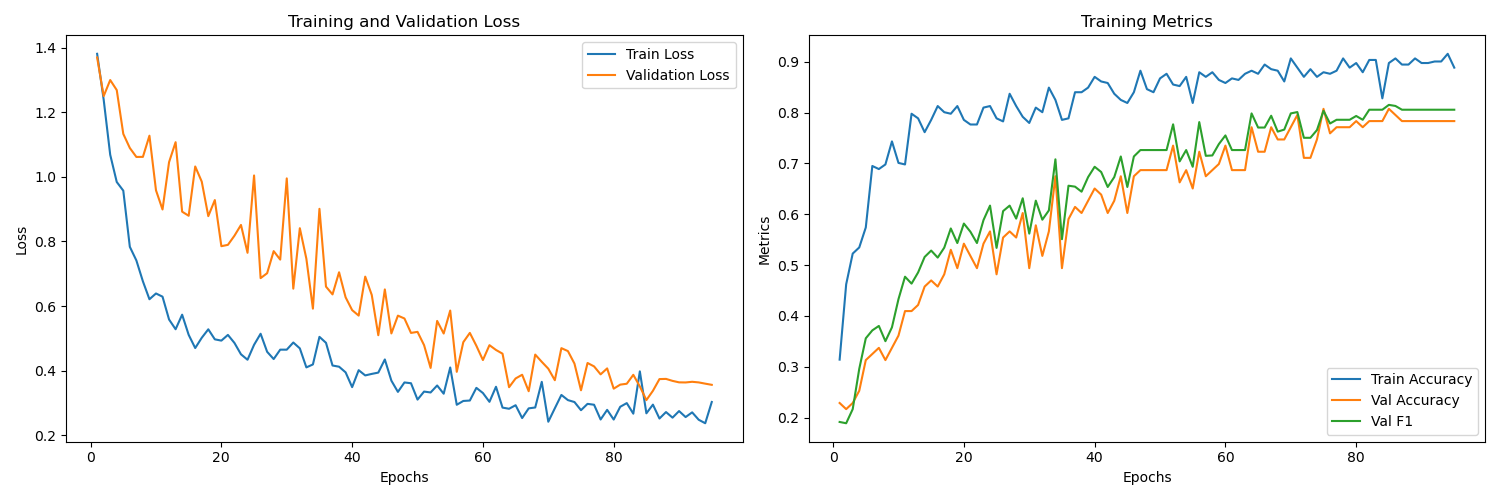 Training and Validation Loss
1.4
1.2
1.0
0.8
0.6
0.4
0.2
Loss
0 20 40 60 80
Epochs
Train Loss
Validation Loss
Training Metrics
0.9
0.8
0.7
0.6
0.5
0.4
0.3
0.2
Metrics
0 20 40 60 80
Epochs
Train Accuracy
Val Accuracy
Val F1